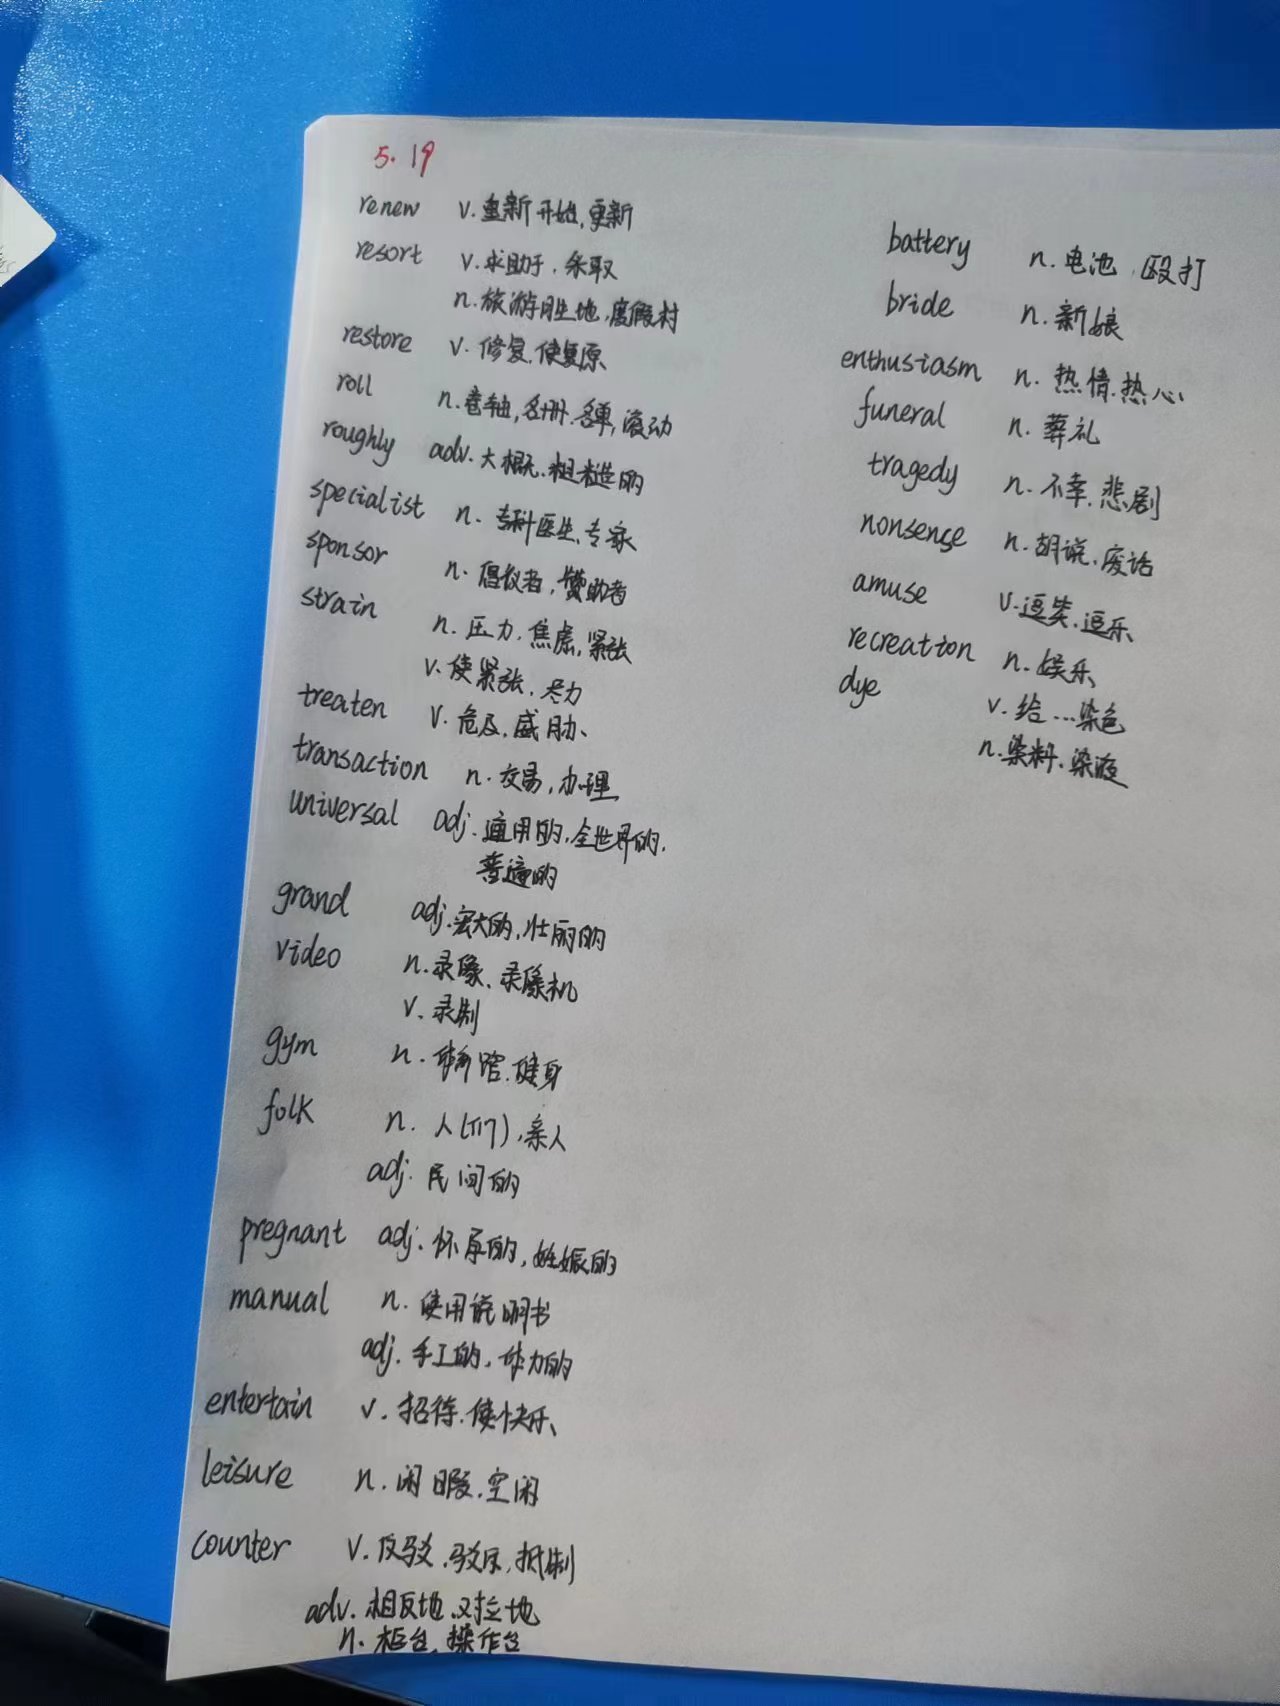 5.19
renew v. 重新开始,更新
resort v. 求助于,采取
n. 旅游胜地,度假村
restore v. 修复,使复原
roll n. 卷轴,名册.名单,滚动
roughly adv. 大概.粗糙的
specialist n. 专科医生,专家
sponsor n. 倡议者,赞助者
strain n. 压力,焦虑,紧张
v. 使紧张,尽力
treaten v. 危及,威胁、
transaction n. 交易,办理
universal adj. 通用的,全世界的,
普遍的
grand adj. 宏大的,壮丽的
video n. 录像、录像机
v. 录制
gym n. 体育馆.健身
folk n. 人(们),亲人
adj. 民间的
pregnant adj. 怀孕的,妊娠的
manual n. 使用说明书
adj. 手工的,体力的
entertain v. 招待.使快乐、
leisure n. 闲暇.空闲
counter v. 反驳.驳斥,抵制
adv. 相反地.对立地
n. 柜台,操作台
battery n. 电池,殴打
bride n. 新娘
enthusiasm n. 热情.热心
funeral n. 葬礼
tragedy n. 不幸.悲剧
nonsense n. 胡说.废话
amuse v. 逗笑.逗乐
recreation n. 娱乐
dye v. 给...染色
n. 染料.染液